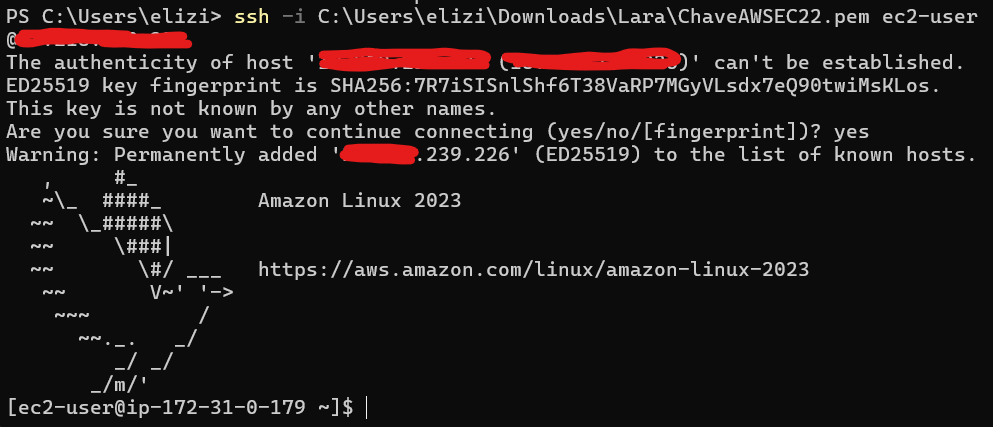 PS C:\Users\elizi> ssh -i C:\Users\elizi\Downloads\Lara\ChaveAWSEC22.pem ec2-user
@
The authenticity of host ' ( )' can't be established.
ED25519 key fingerprint is SHA256:7R7iSISnlShf6T38VaRP7MGyVLsdx7eQ90twiMsKLos.
This key is not known by any other names.
Are you sure you want to continue connecting (yes/no/[fingerprint])? yes
Warning: Permanently added ' .239.226' (ED25519) to the list of known hosts.
   ,     #_
   ~\_  ####_        Amazon Linux 2023
  ~~  \_#####\
  ~~     \###|
  ~~       \#/ ___   https://aws.amazon.com/linux/amazon-linux-2023
   ~~       V~' '->
    ~~~         /
      ~~._.   _/
         _/ _/
       _/m/'
[ec2-user@ip-172-31-0-179 ~]$